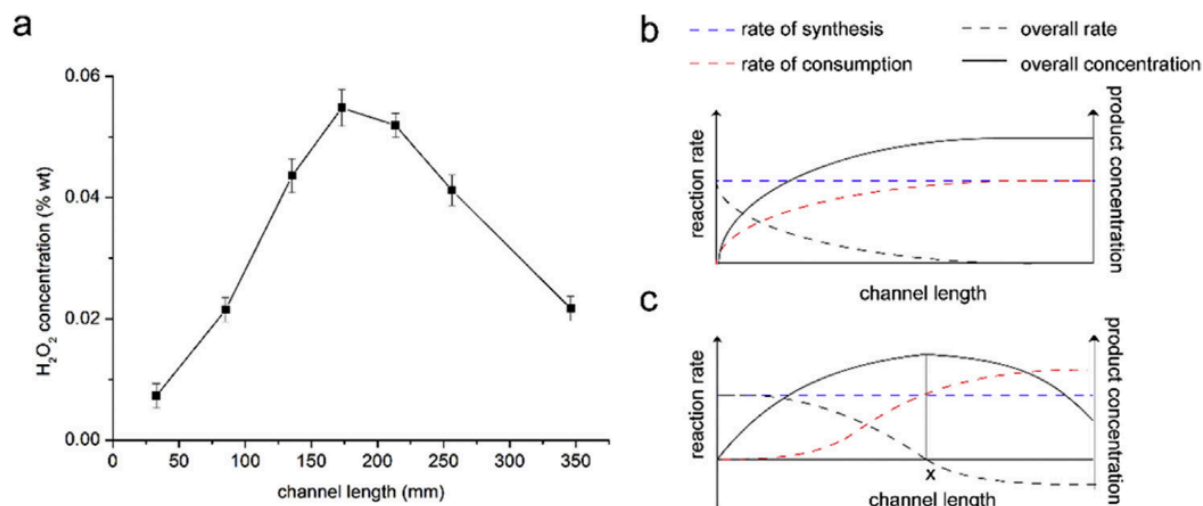 a
0.06
0.04
0.02
0.00
H₂O₂ concentration (% wt)
0 50 100 150 200 250 300 350
channel length (mm)
b
rate of synthesis
overall rate
rate of consumption
overall concentration
reaction rate
product concentration
channel length
c
reaction rate
product concentration
x
channel length